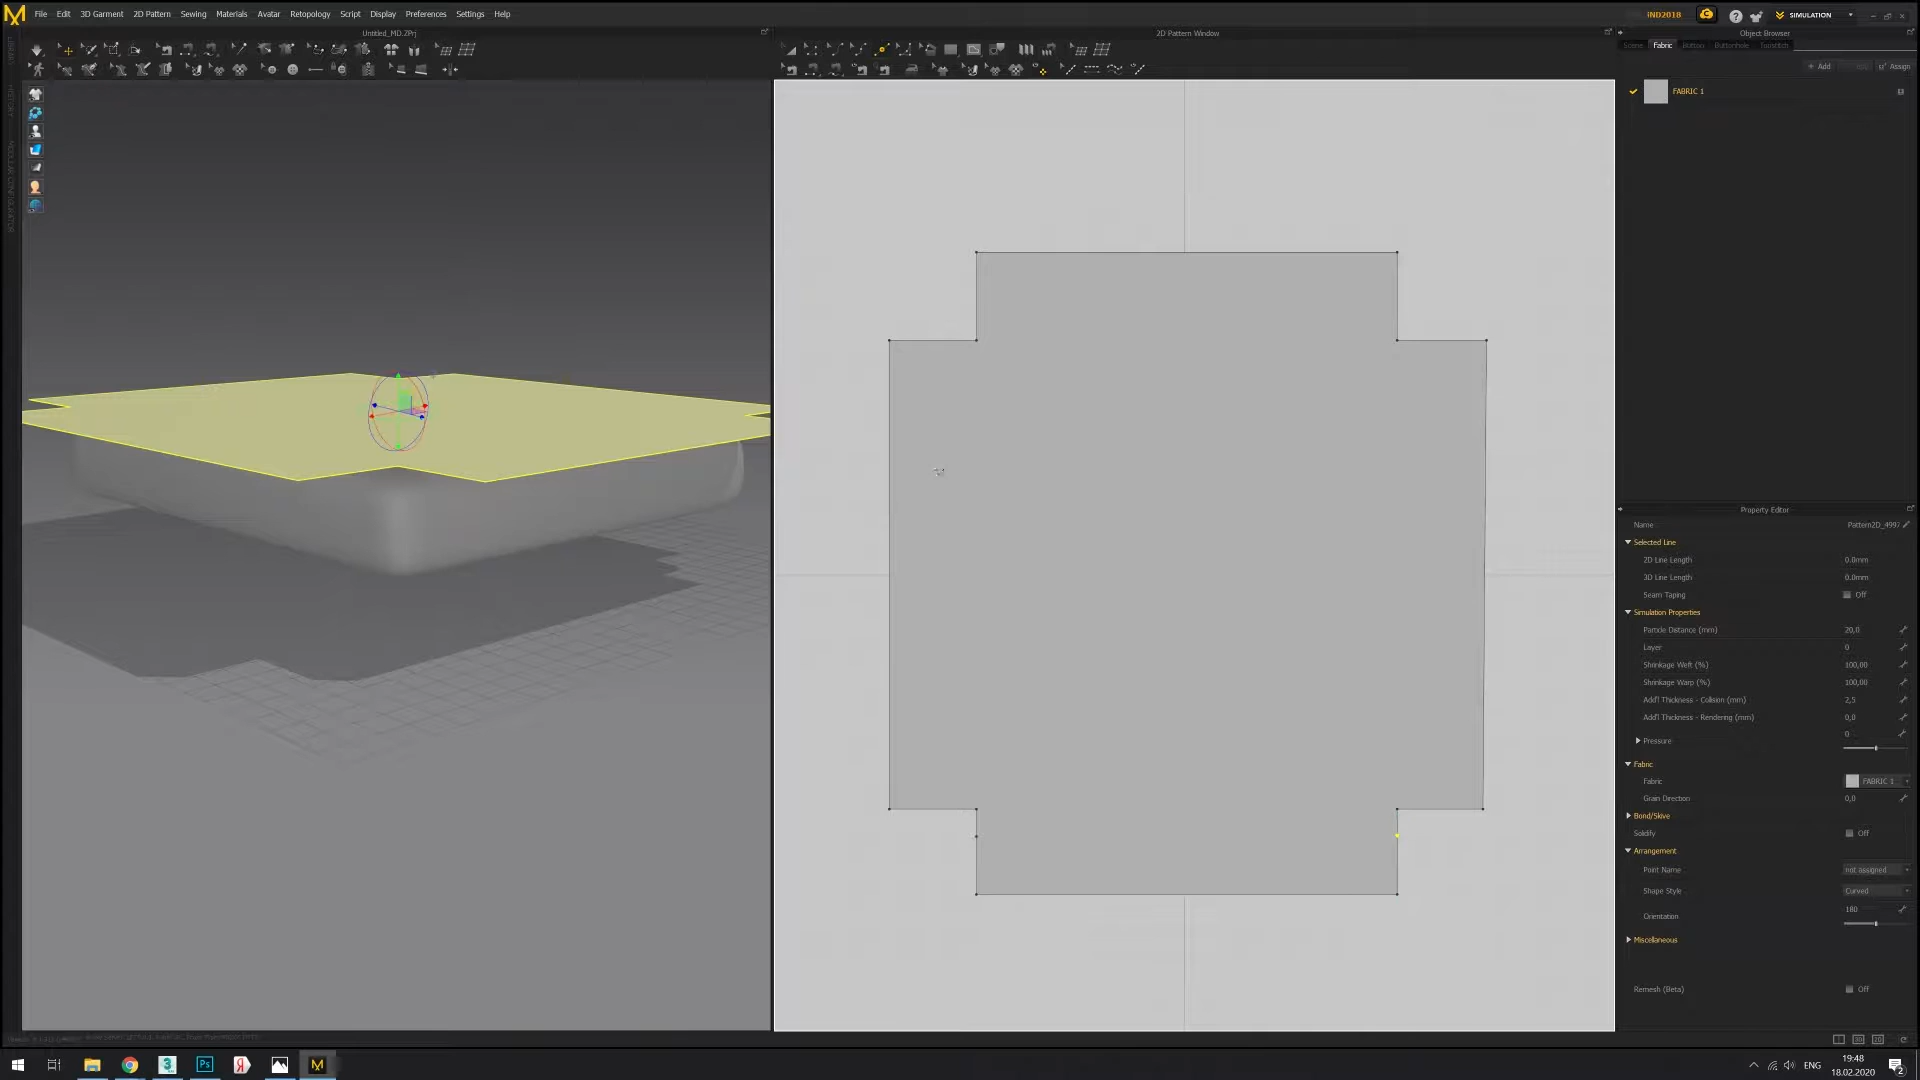 File Edit 3D Garment 2D Pattern Sewing Materials Avatar Retopology Script Display Preferences Settings Help
IND2018
SIMULATION
Untitled_MD.ZPrj
2D Pattern Window
Object Browser
Scene Fabric Button Buttonhole Topstitch
+ Add
Assign
FABRIC 1
Property Editor
Name Pattern2D_4997
Selected Line
2D Line Length 0.0mm
3D Line Length 0.0mm
Seam Taping Off
Simulation Properties
Particle Distance (mm) 20,0
Layer 0
Shrinkage Weft (%) 100,00
Shrinkage Warp (%) 100,00
Add'l Thickness - Collision (mm) 2,5
Add'l Thickness - Rendering (mm) 0,0
Pressure 0
Fabric
Fabric FABRIC 1
Grain Direction 0,0
Bond/Skive
Solidify Off
Arrangement
Point Name not assigned
Shape Style Curved
Orientation 180
Miscellaneous
Remesh (Beta) Off
LIBRARY
HISTORY
MODULAR CONFIGURATOR
3D 2D
ENG
19:48
18.02.2020